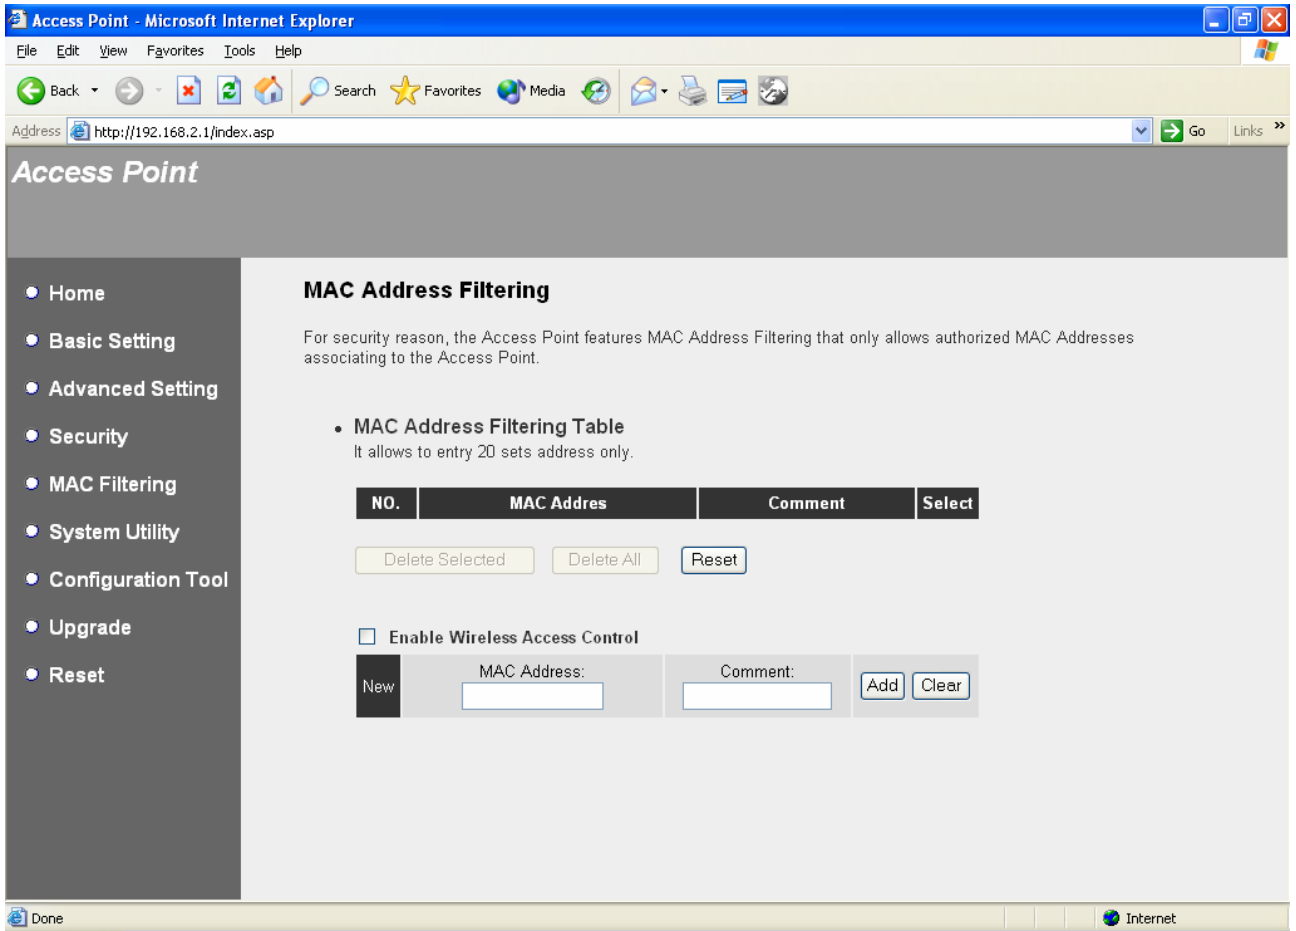 Access Point - Microsoft Internet Explorer
File Edit View Favorites Tools Help
Back Search Favorites Media
Address http://192.168.2.1/index.asp Go Links »
Access Point
Home
Basic Setting
Advanced Setting
Security
MAC Filtering
System Utility
Configuration Tool
Upgrade
Reset
MAC Address Filtering
For security reason, the Access Point features MAC Address Filtering that only allows authorized MAC Addresses
associating to the Access Point.
MAC Address Filtering Table
It allows to entry 20 sets address only.
NO. MAC Addres Comment Select
Delete Selected Delete All Reset
Enable Wireless Access Control
New MAC Address: Comment: Add Clear
Done Internet